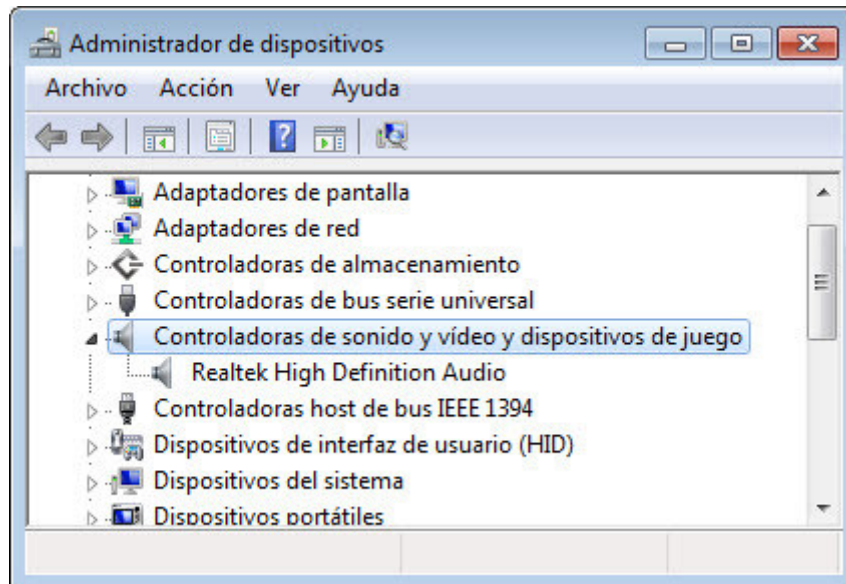 Administrador de dispositivos
Archivo Acción Ver Ayuda
Adaptadores de pantalla
Adaptadores de red
Controladoras de almacenamiento
Controladoras de bus serie universal
Controladoras de sonido y vídeo y dispositivos de juego
Realtek High Definition Audio
Controladoras host de bus IEEE 1394
Dispositivos de interfaz de usuario (HID)
Dispositivos del sistema
Dispositivos portátiles